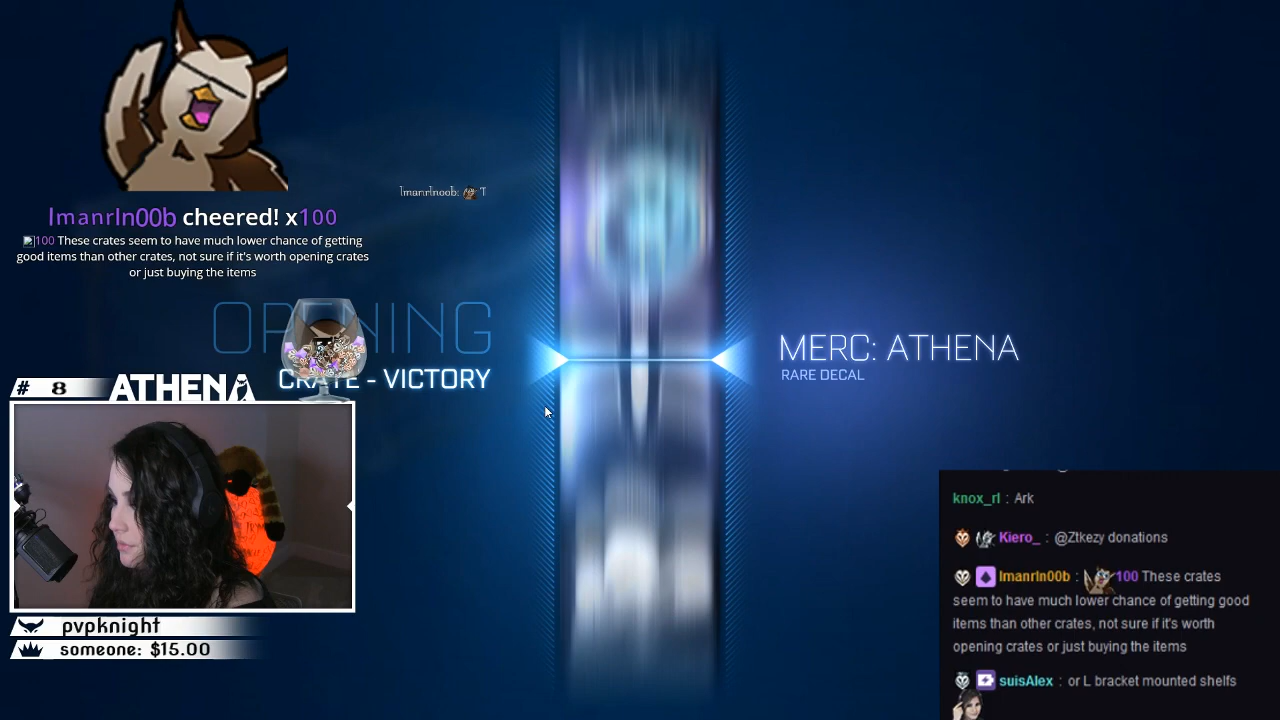 lmanrln00b cheered! x100
100 These crates seem to have much lower chance of getting
good items than other crates, not sure if it's worth opening crates
or just buying the items
lmanrlnoob: T
OPENING
CRATE - VICTORY
MERC: ATHENA
RARE DECAL
# 8 ATHENA
pvpknight
someone: $15.00
knox_rl : Ark
Kiero_ : @Ztkezy donations
lmanrln00b : 100 These crates
seem to have much lower chance of getting good
items than other crates, not sure if it's worth
opening crates or just buying the items
suisAlex : or L bracket mounted shelfs